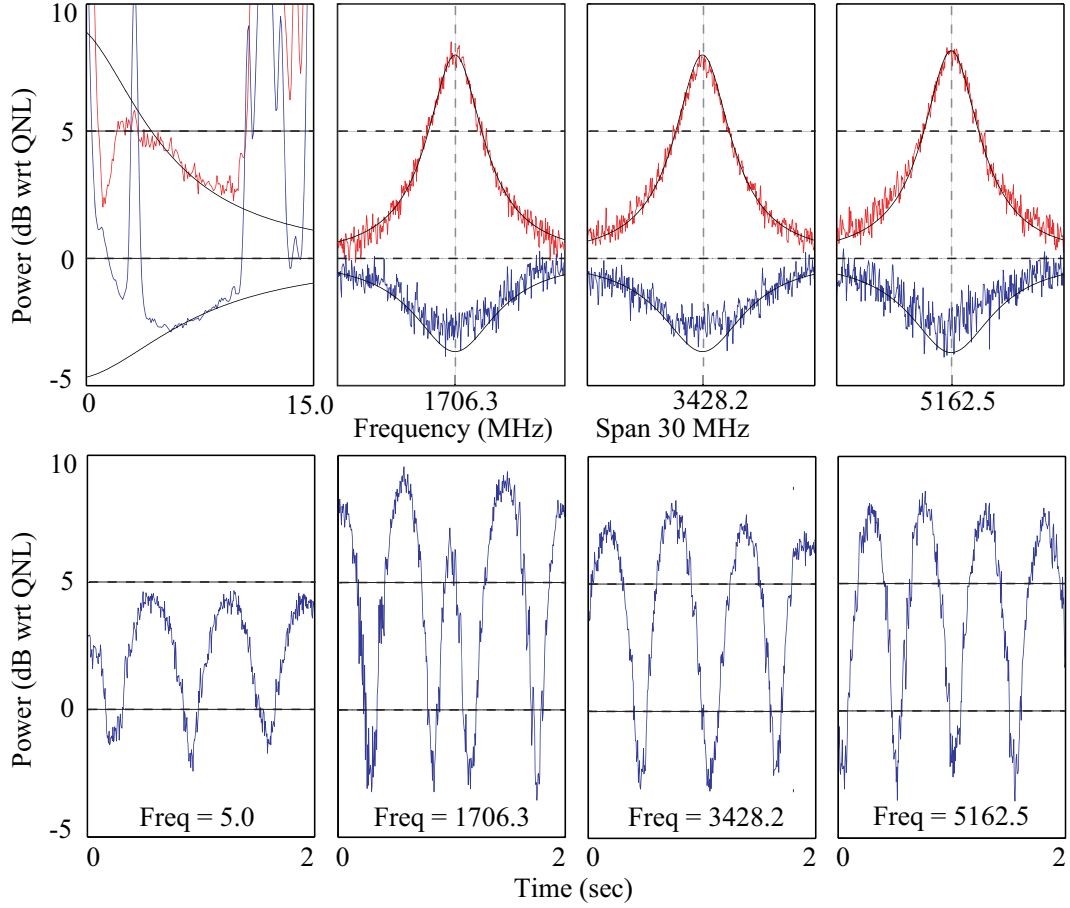 Power (dB wrt QNL)
10
5
0
-5
0
15.0
1706.3
3428.2
5162.5
Frequency (MHz)
Span 30 MHz
Power (dB wrt QNL)
10
5
0
-5
Freq = 5.0
Freq = 1706.3
Freq = 3428.2
Freq = 5162.5
0
2
0
2
0
2
0
2
Time (sec)